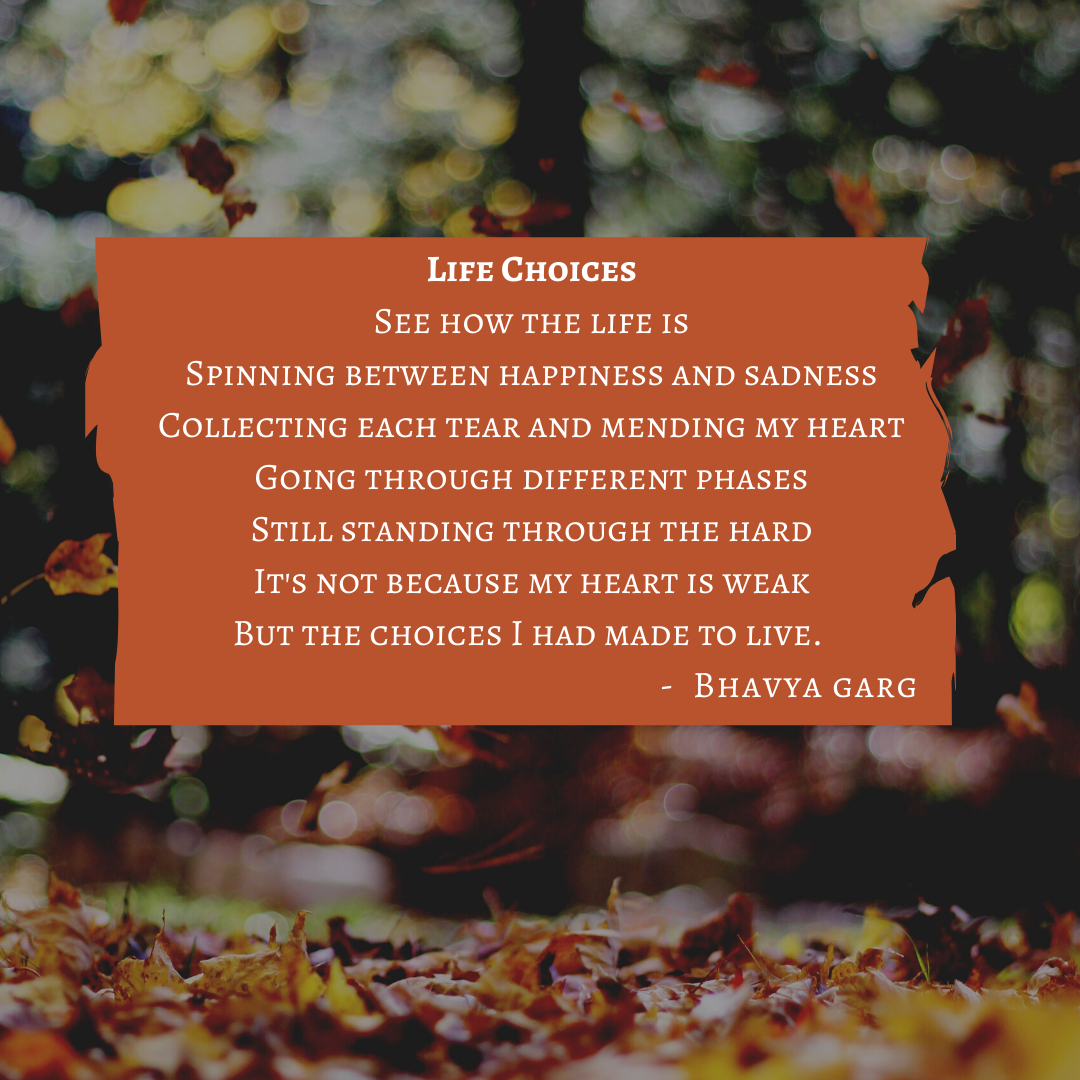 Life Choices
See how the life is
Spinning between happiness and sadness
Collecting each tear and mending my heart
Going through different phases
Still standing through the hard
It's not because my heart is weak
But the choices I had made to live.
- Bhavya garg